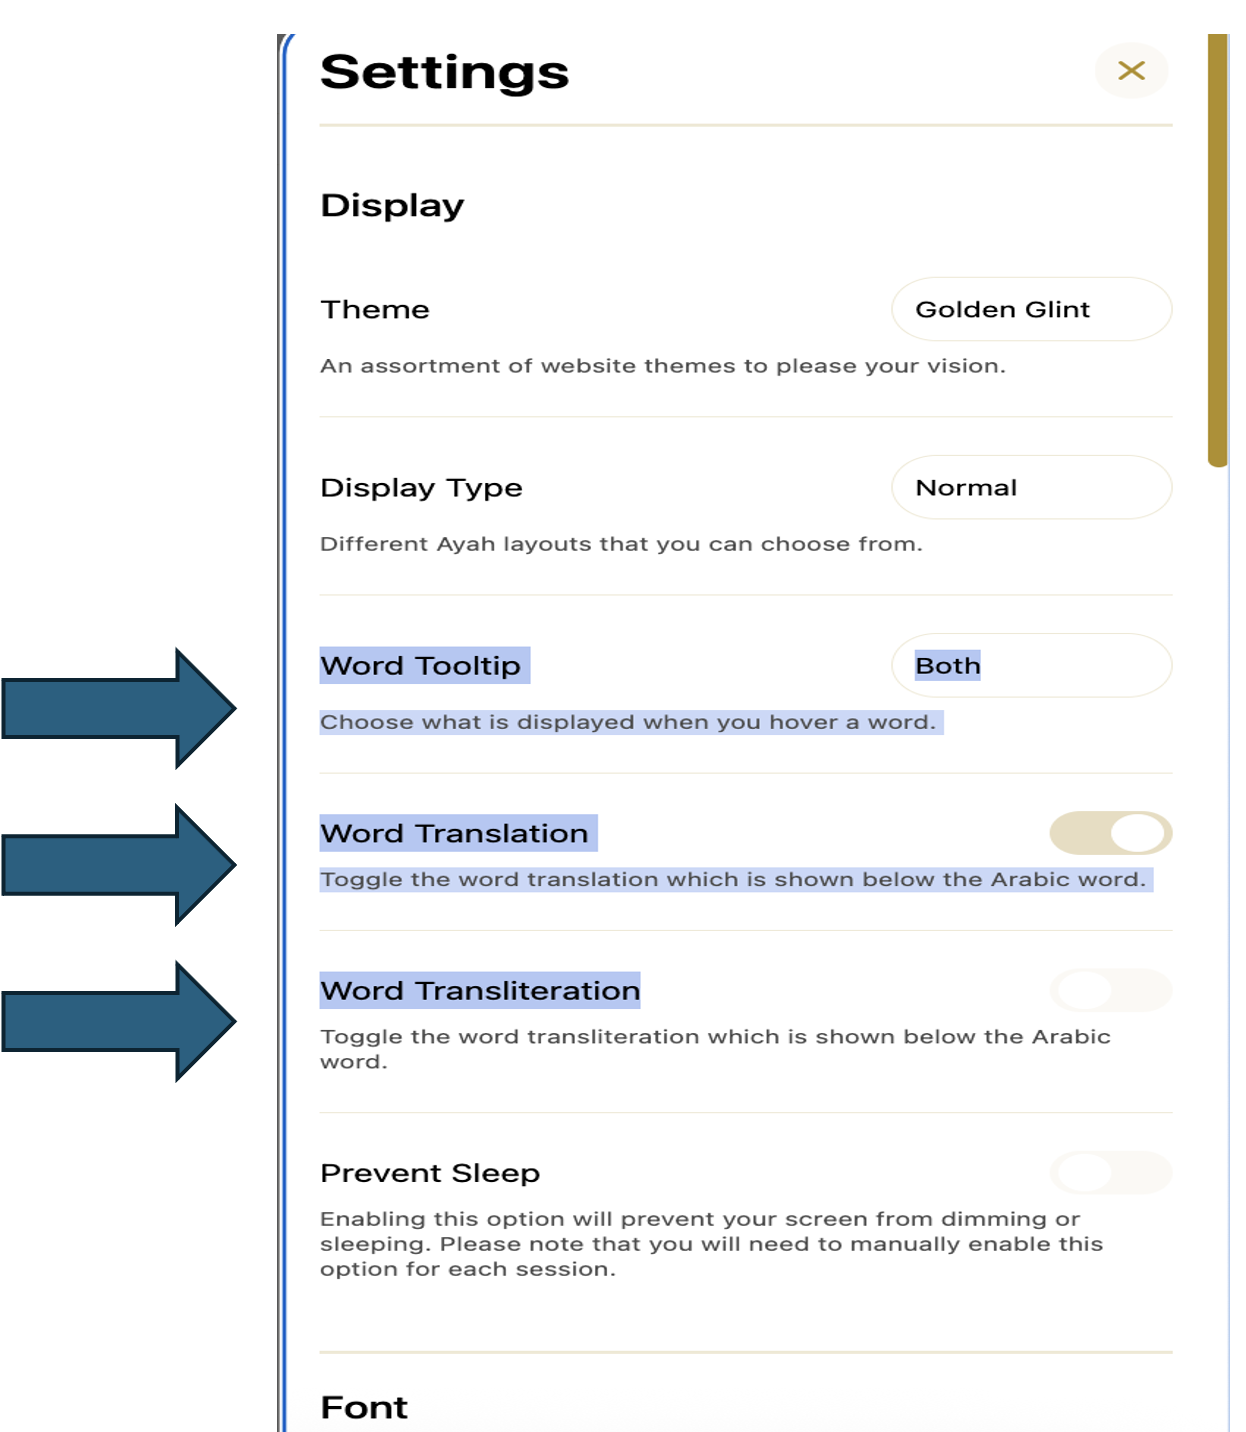 Settings
Display
Theme
Golden Glint
An assortment of website themes to please your vision.
Display Type
Normal
Different Ayah layouts that you can choose from.
Word Tooltip
Both
Choose what is displayed when you hover a word.
Word Translation
Toggle the word translation which is shown below the Arabic word.
Word Transliteration
Toggle the word transliteration which is shown below the Arabic
word.
Prevent Sleep
Enabling this option will prevent your screen from dimming or
sleeping. Please note that you will need to manually enable this
option for each session.
Font